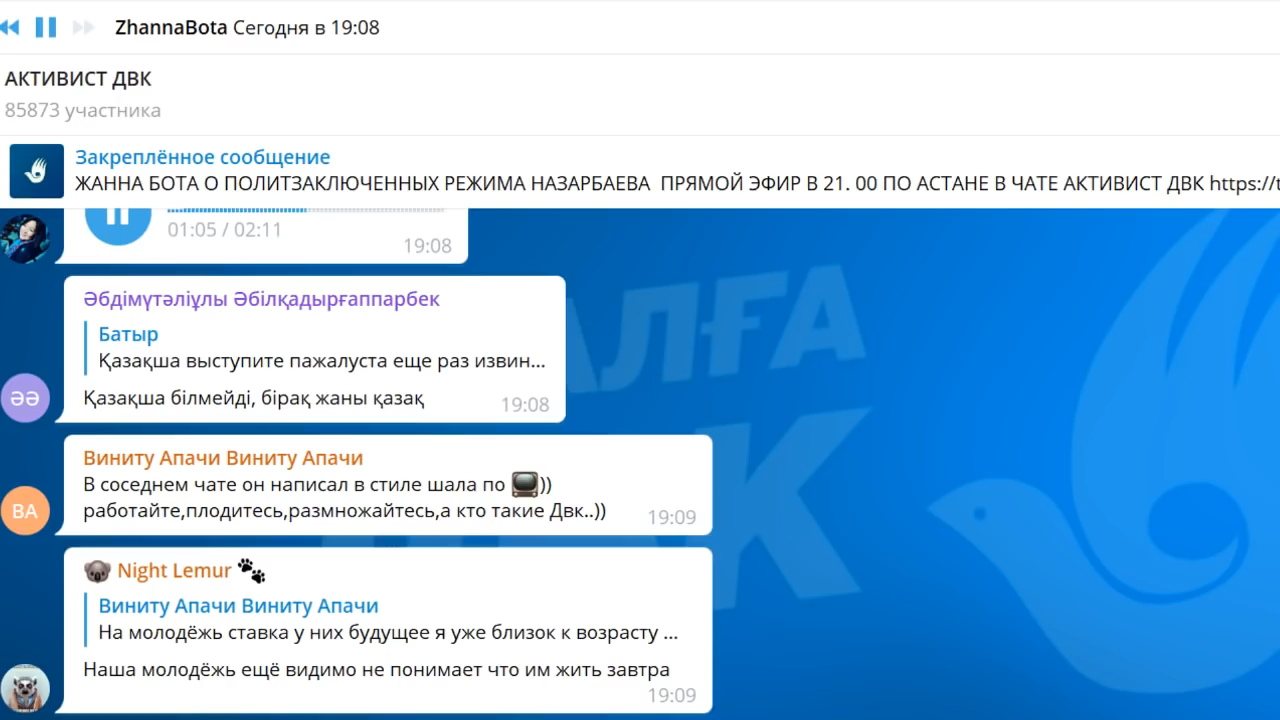 ZhannaBota Сегодня в 19:08
АКТИВИСТ ДВК
85873 участника
Закреплённое сообщение
ЖАННА БОТА О ПОЛИТЗАКЛЮЧЕННЫХ РЕЖИМА НАЗАРБАЕВА ПРЯМОЙ ЭФИР В 21. 00 ПО АСТАНЕ В ЧАТЕ АКТИВИСТ ДВК https://t
01:05 / 02:11
19:08
Әбдімүтәліұлы Әбілқадырғаппарбек
Батыр
Қазақша выступите пажалуста еще раз извин...
Қазақша білмейді, бірақ жаны қазақ
19:08
ӘӘ
Виниту Апачи Виниту Апачи
В соседнем чате он написал в стиле шала по ))
работайте,плодитесь,размножайтесь,а кто такие Двк..))
19:09
ВА
Night Lemur
Виниту Апачи Виниту Апачи
На молодёжь ставка у них будущее я уже близок к возрасту ...
Наша молодёжь ещё видимо не понимает что им жить завтра
19:09